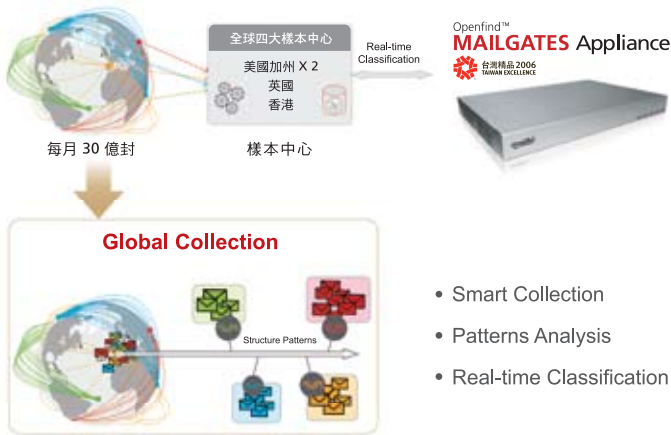 全球四大樣本中心
美國加州 X 2
英國
香港
每月 30 億封
樣本中心
Real-time
Classification
Openfind™
MAILGATES Appliance
台灣精品 2006
TAIWAN EXCELLENCE
Global Collection
Structure Patterns
• Smart Collection
• Patterns Analysis
• Real-time Classification